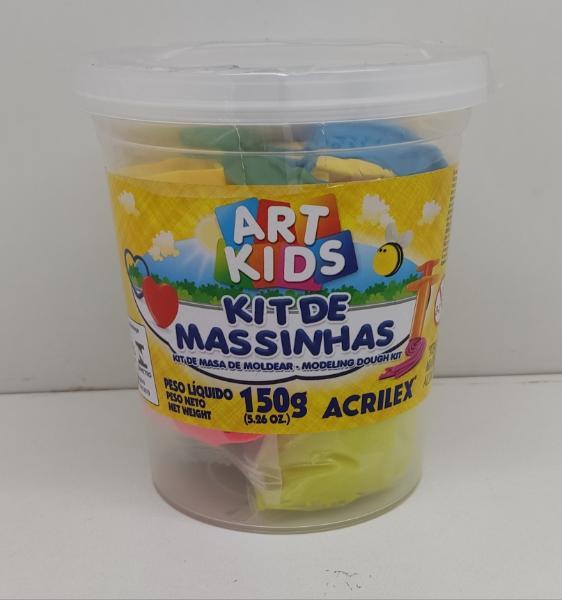 ART
KIDS
KIT DE
MASSINHAS
KIT DE MASA DE MOLDEAR - MODELING DOUGH KIT
PESO LÍQUIDO
PESO NETO
NET WEIGHT
150g
(5.26 OZ.)
ACRILEX